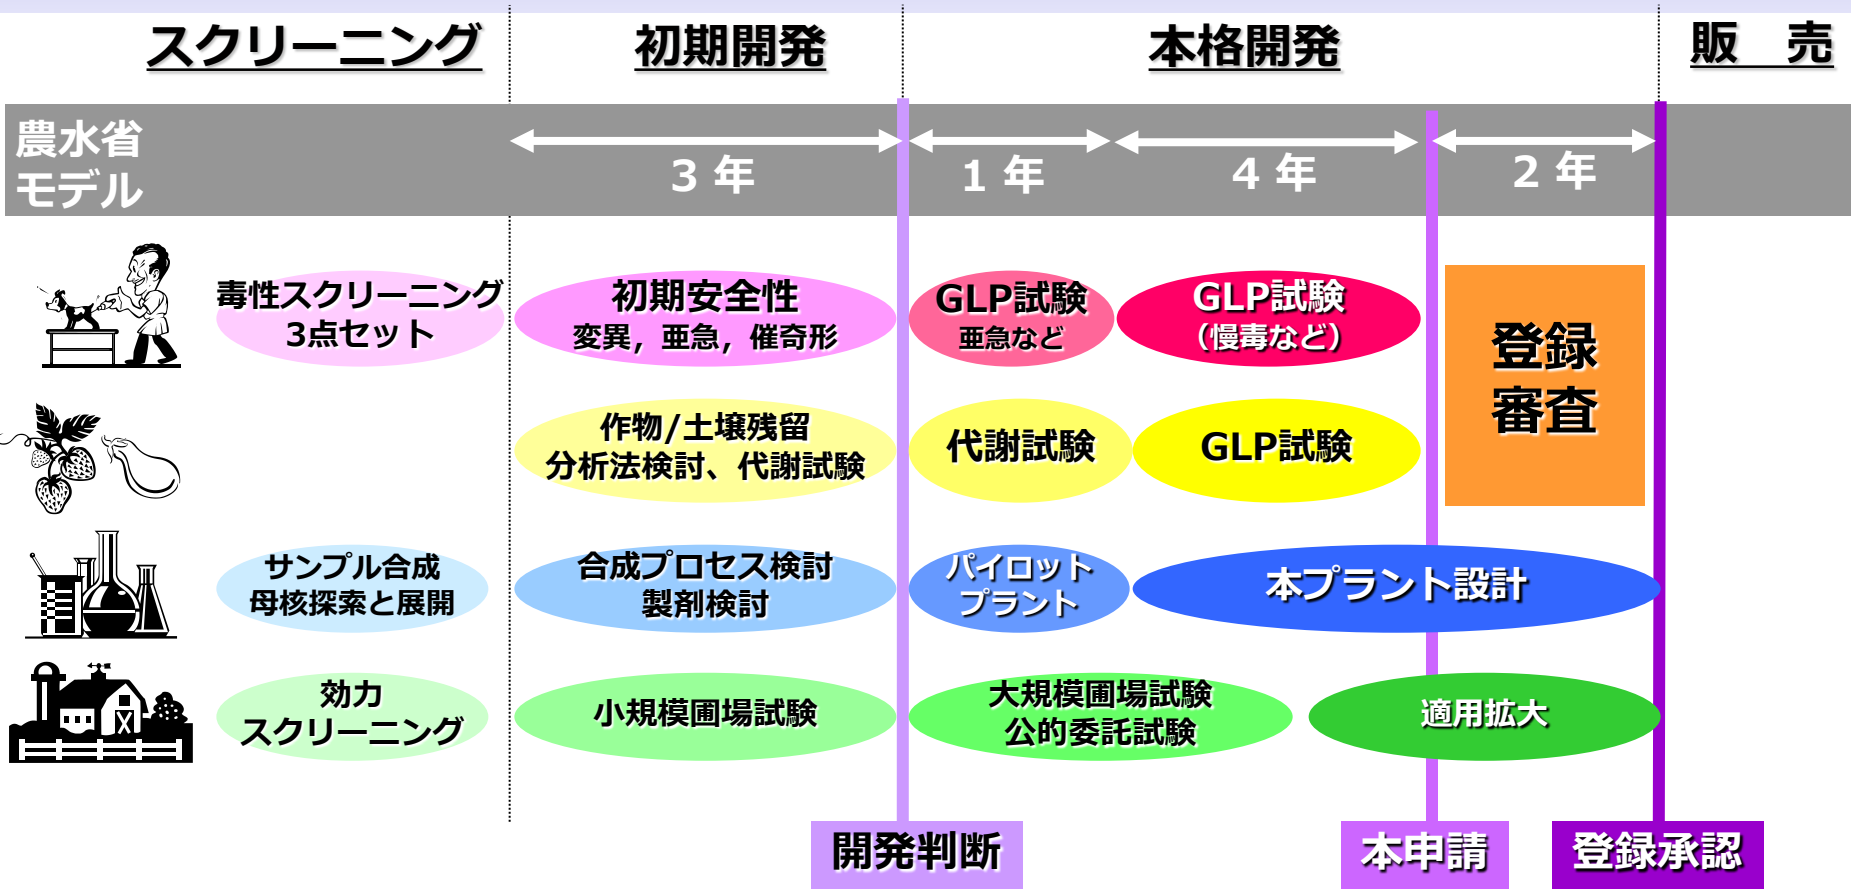 スクリーニング
初期開発
本格開発
販　売
農水省
モデル
3 年
1 年
4 年
2 年
毒性スクリーニング
3点セット
初期安全性
変異，亜急，催奇形
GLP試験
亜急など
GLP試験
（慢毒など）
登録
審査
作物/土壌残留
分析法検討、代謝試験
代謝試験
GLP試験
サンプル合成
母核探索と展開
合成プロセス検討
製剤検討
パイロット
プラント
本プラント設計
効力
スクリーニング
小規模圃場試験
大規模圃場試験
公的委託試験
適用拡大
開発判断
本申請
登録承認